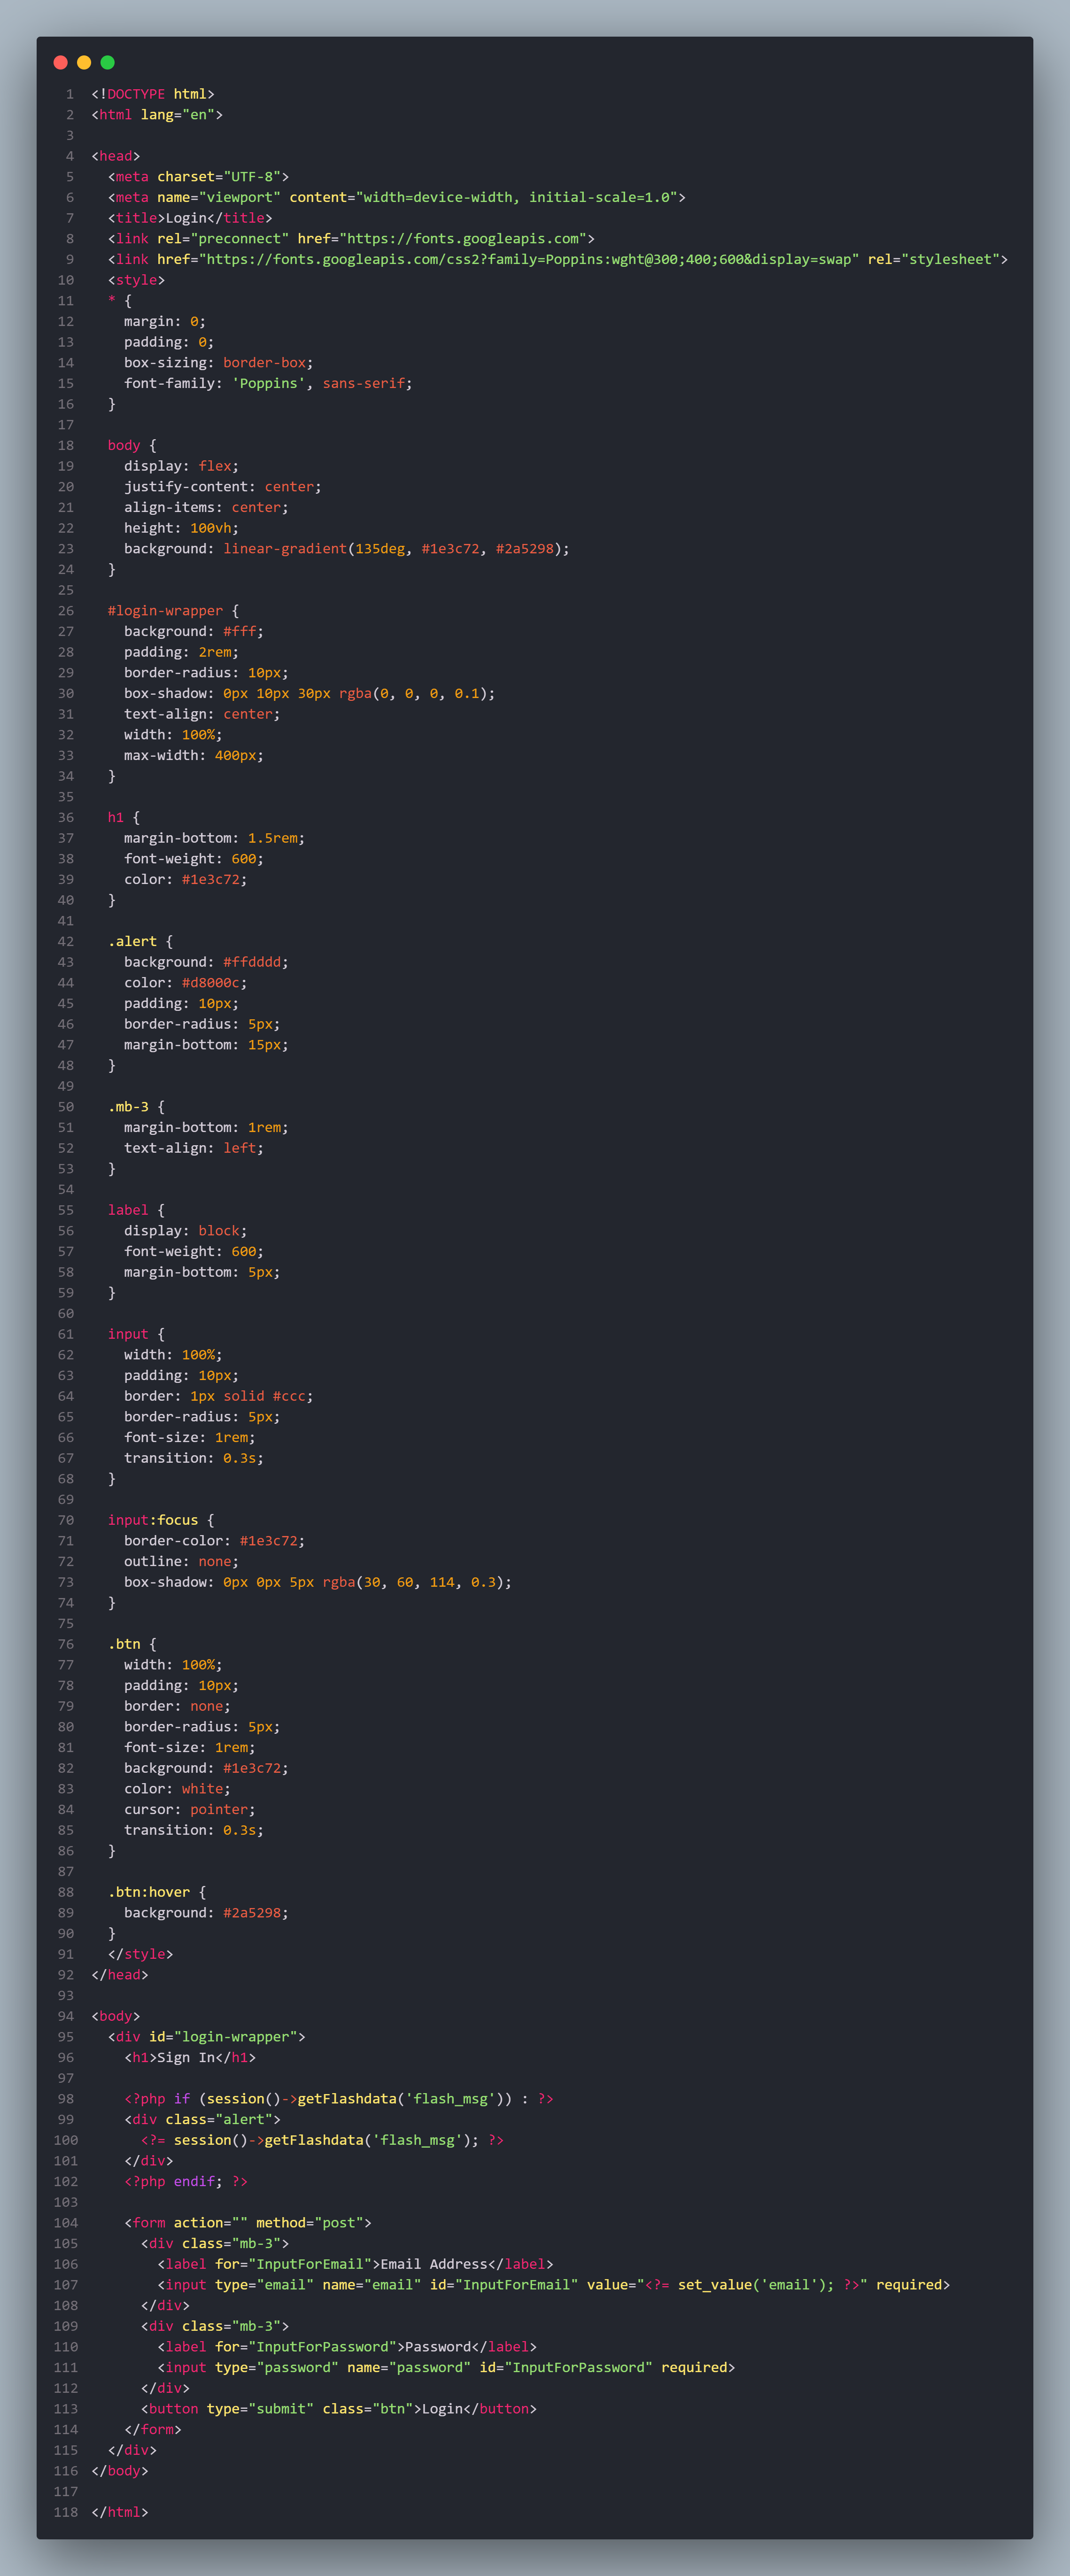 1 <!DOCTYPE html>
2 <html lang="en">
3
4 <head>
5   <meta charset="UTF-8">
6   <meta name="viewport" content="width=device-width, initial-scale=1.0">
7   <title>Login</title>
8   <link rel="preconnect" href="https://fonts.googleapis.com">
9   <link href="https://fonts.googleapis.com/css2?family=Poppins:wght@300;400;600&display=swap" rel="stylesheet">
10   <style>
11   * {
12     margin: 0;
13     padding: 0;
14     box-sizing: border-box;
15     font-family: 'Poppins', sans-serif;
16   }
17
18   body {
19     display: flex;
20     justify-content: center;
21     align-items: center;
22     height: 100vh;
23     background: linear-gradient(135deg, #1e3c72, #2a5298);
24   }
25
26   #login-wrapper {
27     background: #fff;
28     padding: 2rem;
29     border-radius: 10px;
30     box-shadow: 0px 10px 30px rgba(0, 0, 0, 0.1);
31     text-align: center;
32     width: 100%;
33     max-width: 400px;
34   }
35
36   h1 {
37     margin-bottom: 1.5rem;
38     font-weight: 600;
39     color: #1e3c72;
40   }
41
42   .alert {
43     background: #ffdddd;
44     color: #d8000c;
45     padding: 10px;
46     border-radius: 5px;
47     margin-bottom: 15px;
48   }
49
50   .mb-3 {
51     margin-bottom: 1rem;
52     text-align: left;
53   }
54
55   label {
56     display: block;
57     font-weight: 600;
58     margin-bottom: 5px;
59   }
60
61   input {
62     width: 100%;
63     padding: 10px;
64     border: 1px solid #ccc;
65     border-radius: 5px;
66     font-size: 1rem;
67     transition: 0.3s;
68   }
69
70   input:focus {
71     border-color: #1e3c72;
72     outline: none;
73     box-shadow: 0px 0px 5px rgba(30, 60, 114, 0.3);
74   }
75
76   .btn {
77     width: 100%;
78     padding: 10px;
79     border: none;
80     border-radius: 5px;
81     font-size: 1rem;
82     background: #1e3c72;
83     color: white;
84     cursor: pointer;
85     transition: 0.3s;
86   }
87
88   .btn:hover {
89     background: #2a5298;
90   }
91   </style>
92 </head>
93
94 <body>
95   <div id="login-wrapper">
96     <h1>Sign In</h1>
97
98     <?php if (session()->getFlashdata('flash_msg')) : ?>
99     <div class="alert">
100       <?= session()->getFlashdata('flash_msg'); ?>
101     </div>
102     <?php endif; ?>
103
104     <form action="" method="post">
105       <div class="mb-3">
106         <label for="InputForEmail">Email Address</label>
107         <input type="email" name="email" id="InputForEmail" value="<?= set_value('email'); ?>" required>
108       </div>
109       <div class="mb-3">
110         <label for="InputForPassword">Password</label>
111         <input type="password" name="password" id="InputForPassword" required>
112       </div>
113       <button type="submit" class="btn">Login</button>
114     </form>
115   </div>
116 </body>
117
118 </html>